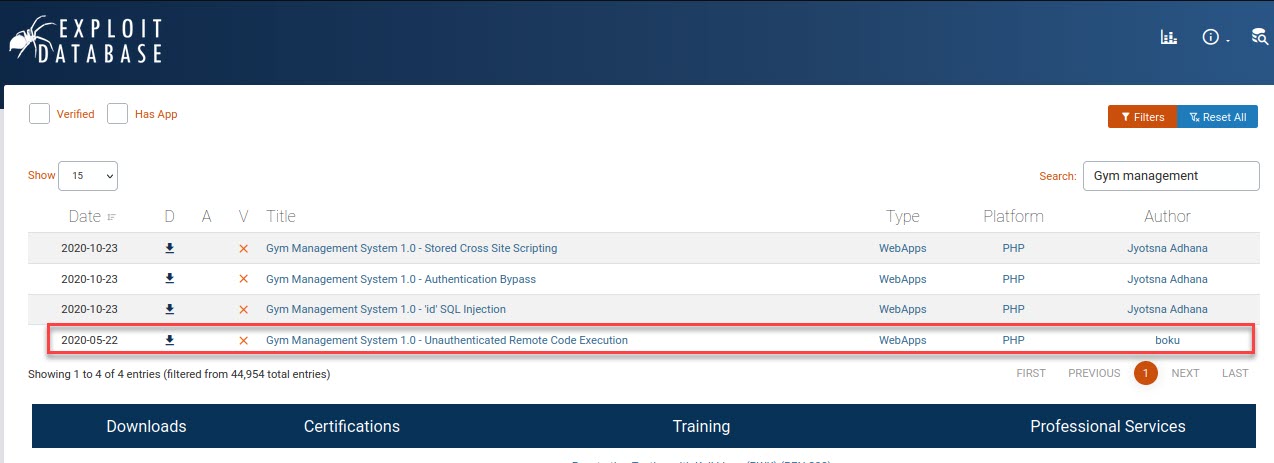 EXPLOIT
DATABASE
Verified Has App
Filters Reset All
Show 15 Search: Gym management
Date D A V Title Type Platform Author
2020-10-23 Gym Management System 1.0 - Stored Cross Site Scripting WebApps PHP Jyotsna Adhana
2020-10-23 Gym Management System 1.0 - Authentication Bypass WebApps PHP Jyotsna Adhana
2020-10-23 Gym Management System 1.0 - 'id' SQL Injection WebApps PHP Jyotsna Adhana
2020-05-22 Gym Management System 1.0 - Unauthenticated Remote Code Execution WebApps PHP boku
Showing 1 to 4 of 4 entries (filtered from 44,954 total entries) FIRST PREVIOUS 1 NEXT LAST
Downloads Certifications Training Professional Services